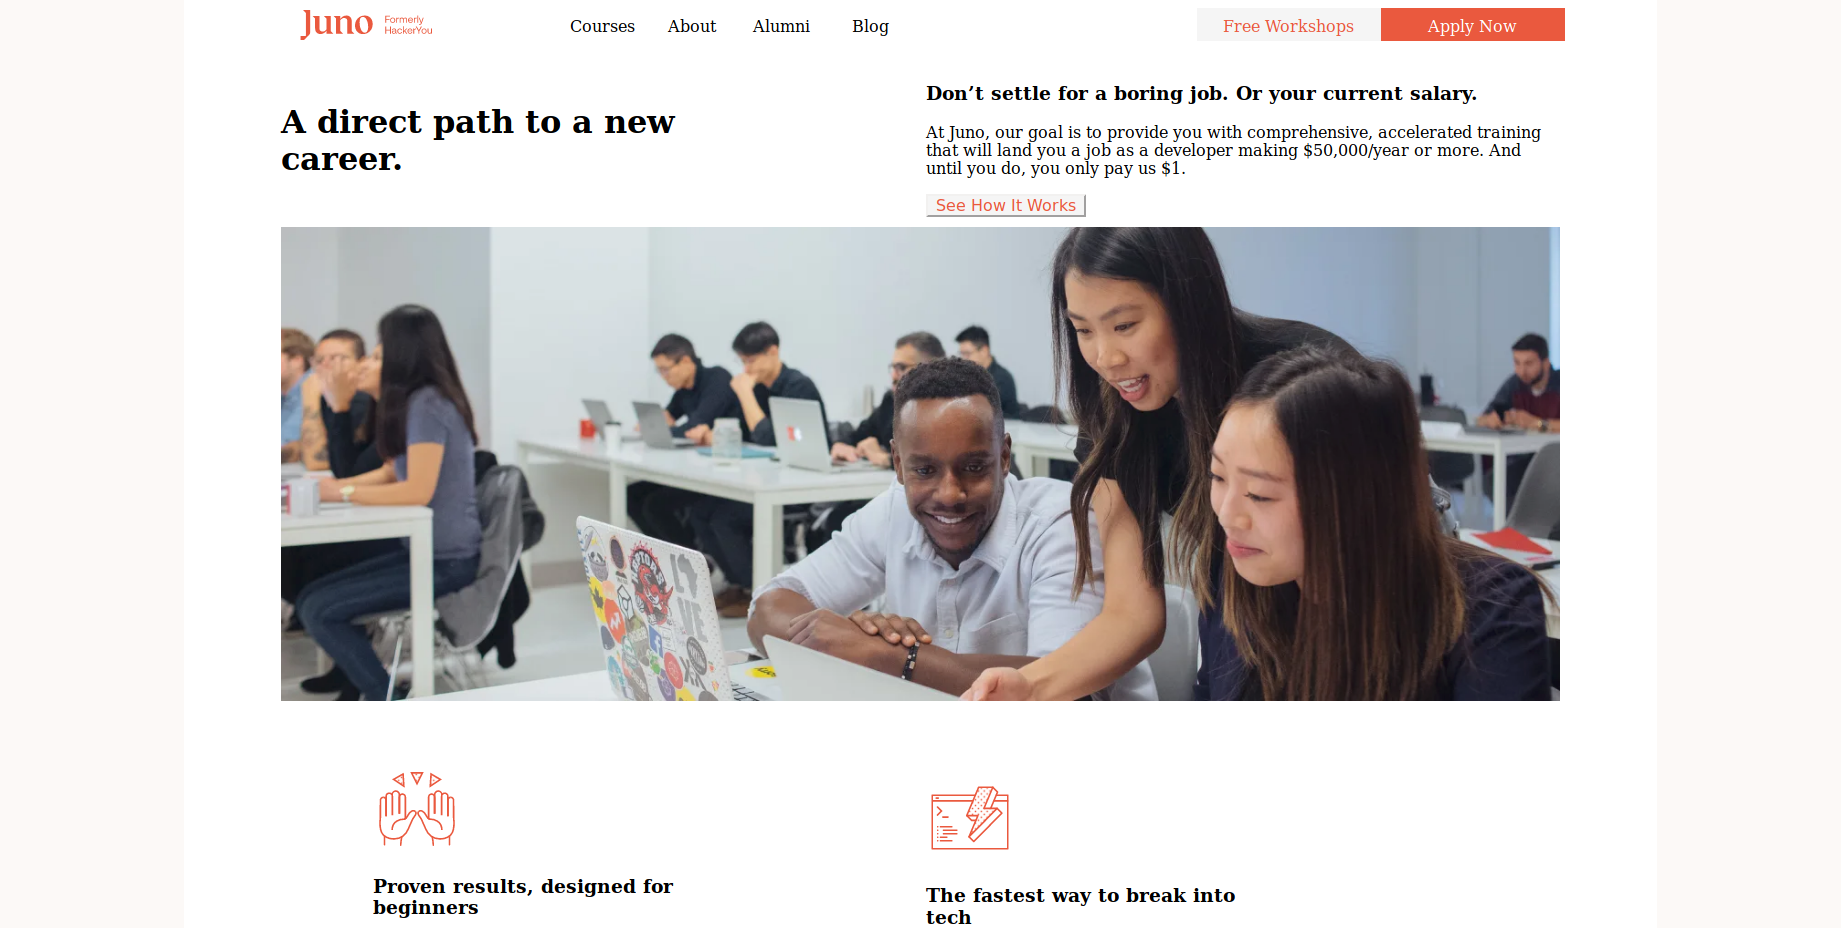 Juno Formerly
HackerYou
Courses About Alumni Blog
Free Workshops Apply Now
A direct path to a new
career.
Don’t settle for a boring job. Or your current salary.
At Juno, our goal is to provide you with comprehensive, accelerated training
that will land you a job as a developer making $50,000/year or more. And
until you do, you only pay us $1.
See How It Works
Proven results, designed for
beginners
The fastest way to break into
tech